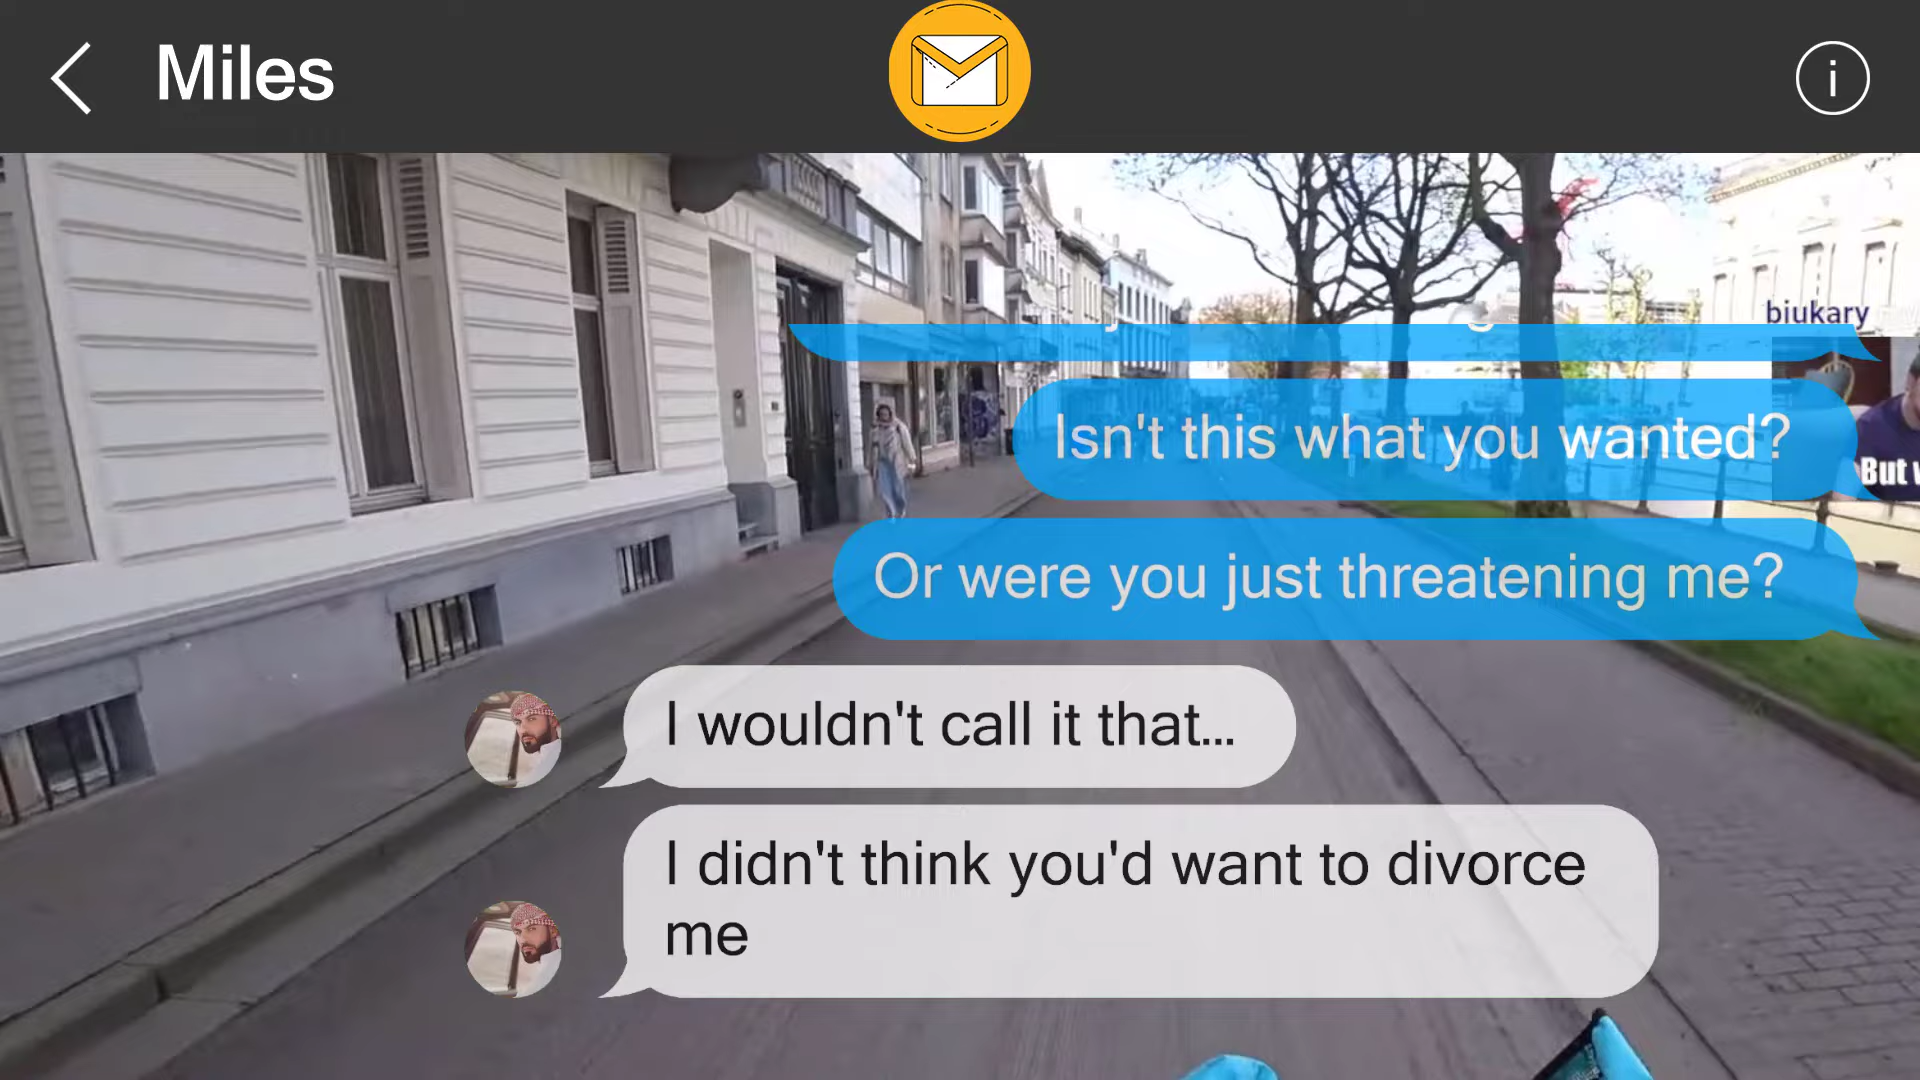 Miles
i
biukary
Isn't this what you wanted?
But
Or were you just threatening me?
I wouldn't call it that...
I didn't think you'd want to divorce
me